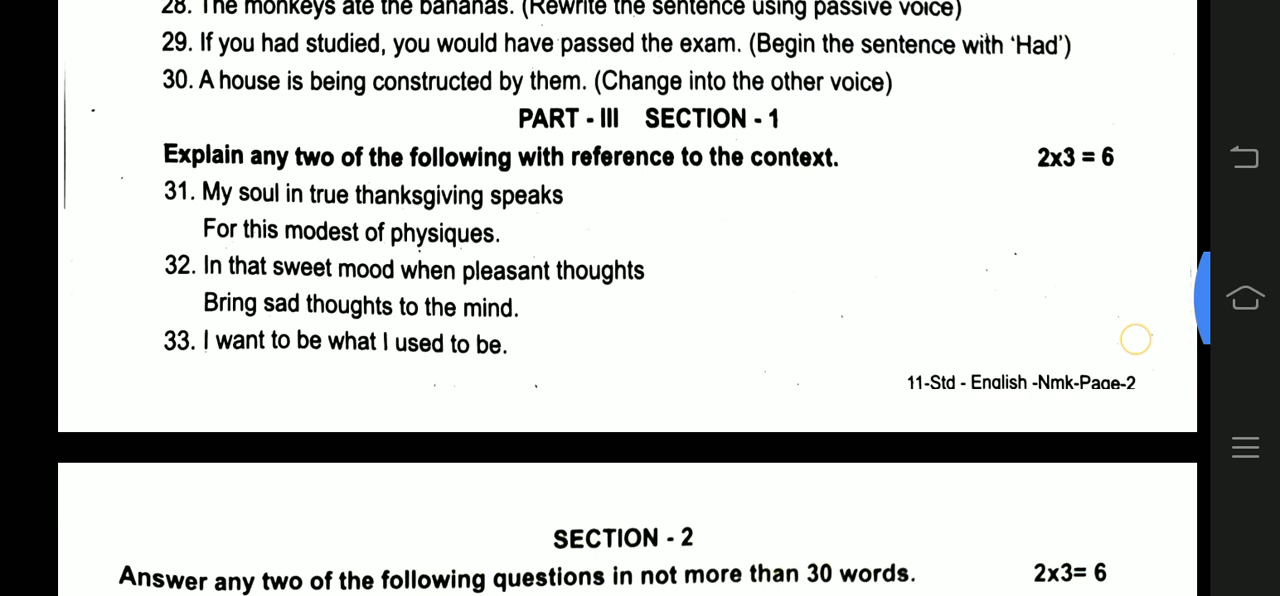 28. The monkeys ate the bananas. (Rewrite the sentence using passive voice)
29. If you had studied, you would have passed the exam. (Begin the sentence with ‘Had’)
30. A house is being constructed by them. (Change into the other voice)
PART - III SECTION - 1
Explain any two of the following with reference to the context. 2x3 = 6
31. My soul in true thanksgiving speaks
For this modest of physiques.
32. In that sweet mood when pleasant thoughts
Bring sad thoughts to the mind.
33. I want to be what I used to be.
11-Std - English -Nmk-Page-2
SECTION - 2
Answer any two of the following questions in not more than 30 words. 2x3= 6